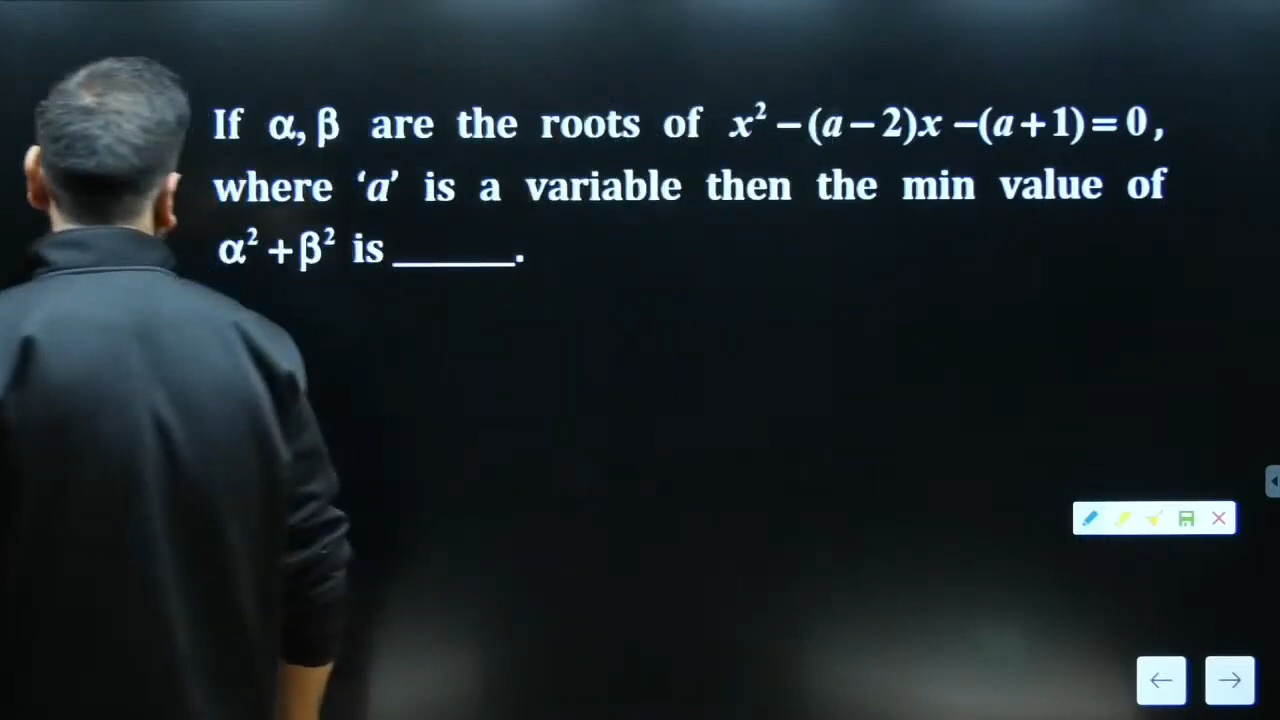 If α, β are the roots of x² – (a – 2)x –(a + 1) = 0,
where ‘a’ is a variable then the min value of
α² + β² is ______.